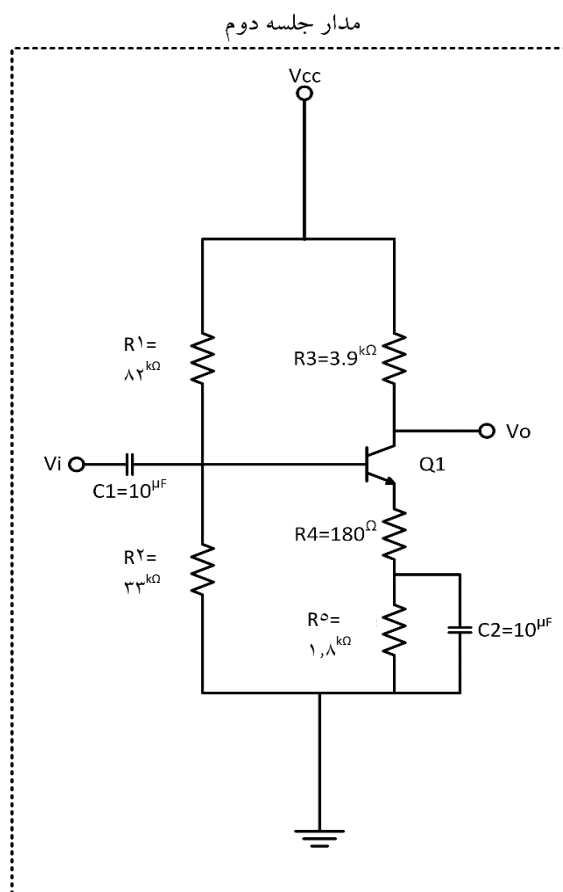 مدار جلسه دوم
Vcc
R۱=
۸۲kΩ
R3=3.9kΩ
Vo
Vi
Q1
C1=10µF
R4=180Ω
R۲=
۳۳kΩ
R۵=
۱,۸kΩ
C2=10µF